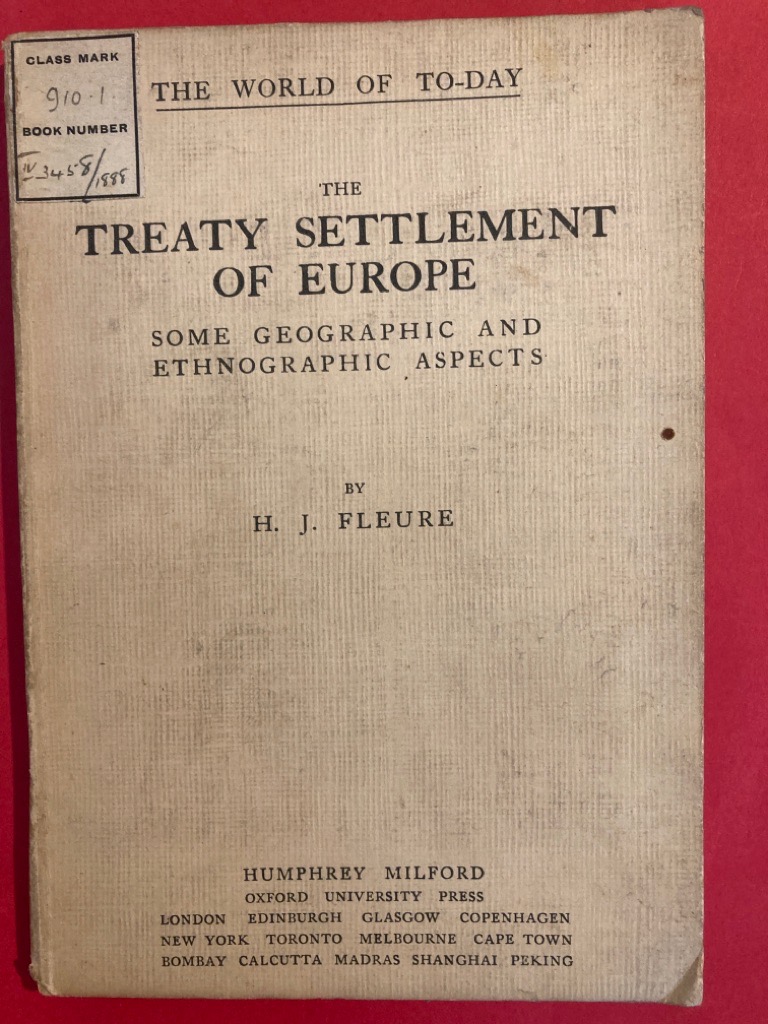 CLASS MARK
910.1
BOOK NUMBER
IV 3458/1888
THE WORLD OF TO-DAY
THE
TREATY SETTLEMENT
OF EUROPE
SOME GEOGRAPHIC AND
ETHNOGRAPHIC ASPECTS
BY
H. J. FLEURE
HUMPHREY MILFORD
OXFORD UNIVERSITY PRESS
LONDON EDINBURGH GLASGOW COPENHAGEN
NEW YORK TORONTO MELBOURNE CAPE TOWN
BOMBAY CALCUTTA MADRAS SHANGHAI PEKING